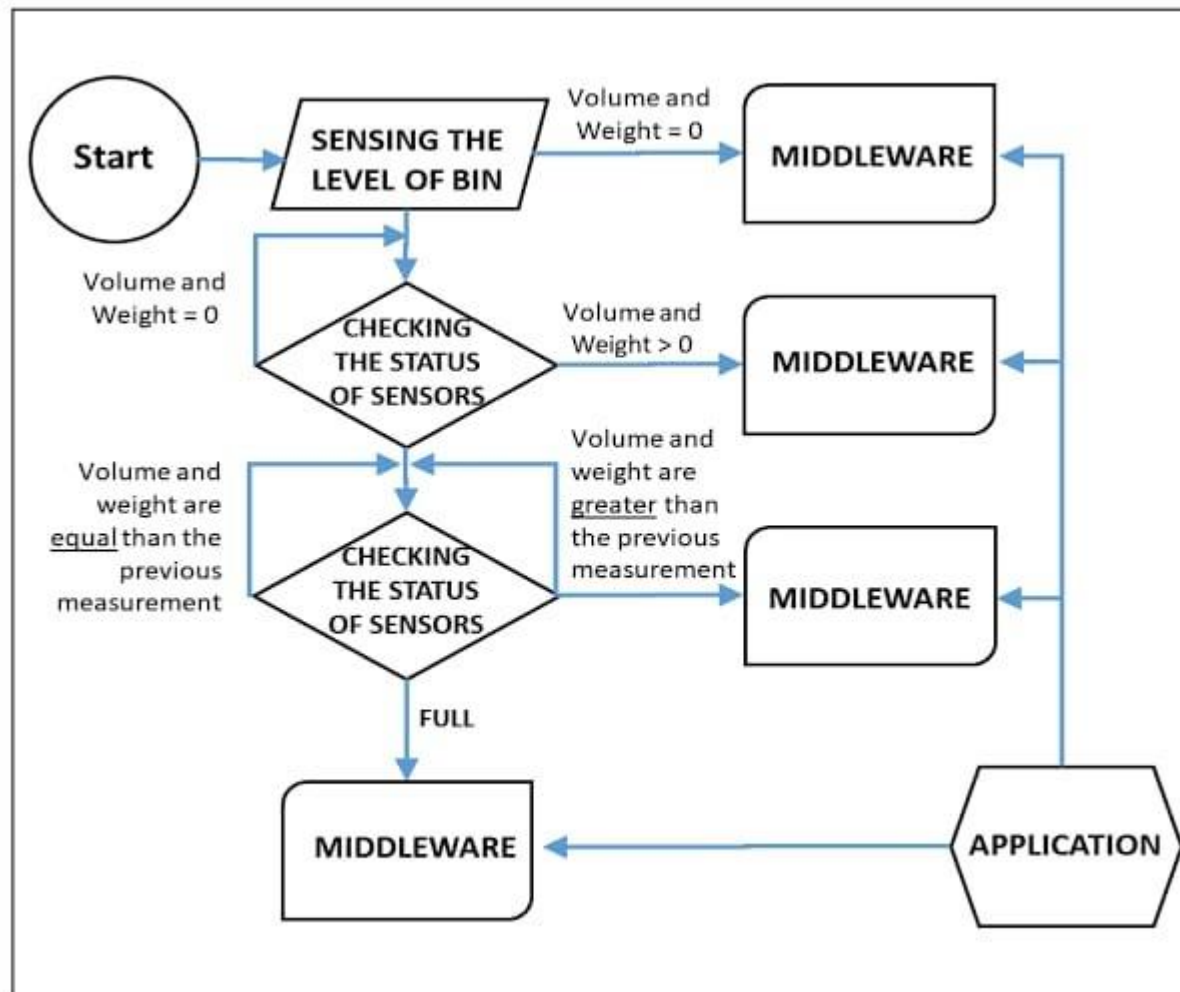 Start
SENSING THE
LEVEL OF BIN
Volume and
Weight = 0
MIDDLEWARE
Volume and
Weight = 0
CHECKING
THE STATUS
OF SENSORS
Volume and
Weight > 0
MIDDLEWARE
Volume and
weight are
equal than the
previous
measurement
CHECKING
THE STATUS
OF SENSORS
Volume and
weight are
greater than
the previous
measurement
MIDDLEWARE
FULL
MIDDLEWARE
APPLICATION